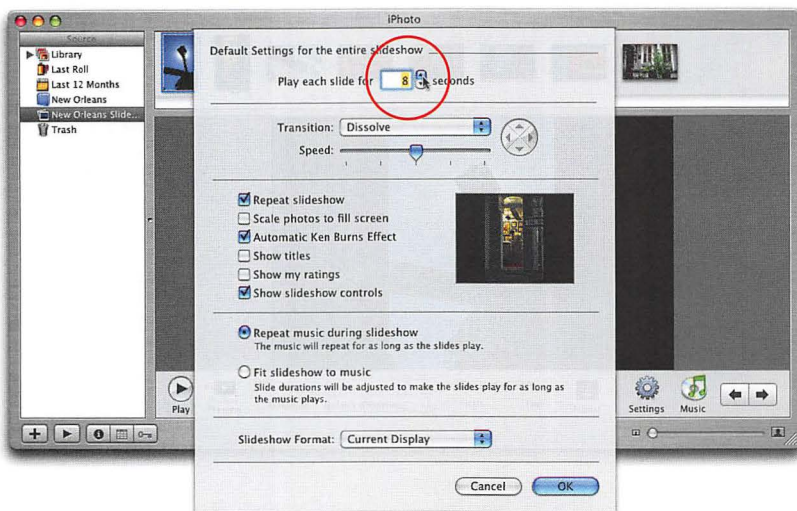 iPhoto
Source
Library
Last Roll
Last 12 Months
New Orleans
New Orleans Slide...
Trash
Default Settings for the entire slideshow
Play each slide for 8 seconds
Transition: Dissolve
Speed:
Repeat slideshow
Scale photos to fill screen
Automatic Ken Burns Effect
Show titles
Show my ratings
Show slideshow controls
Repeat music during slideshow
The music will repeat for as long as the slides play.
Fit slideshow to music
Slide durations will be adjusted to make the slides play for as long as
the music plays.
Slideshow Format: Current Display
Cancel OK
Play
Settings Music